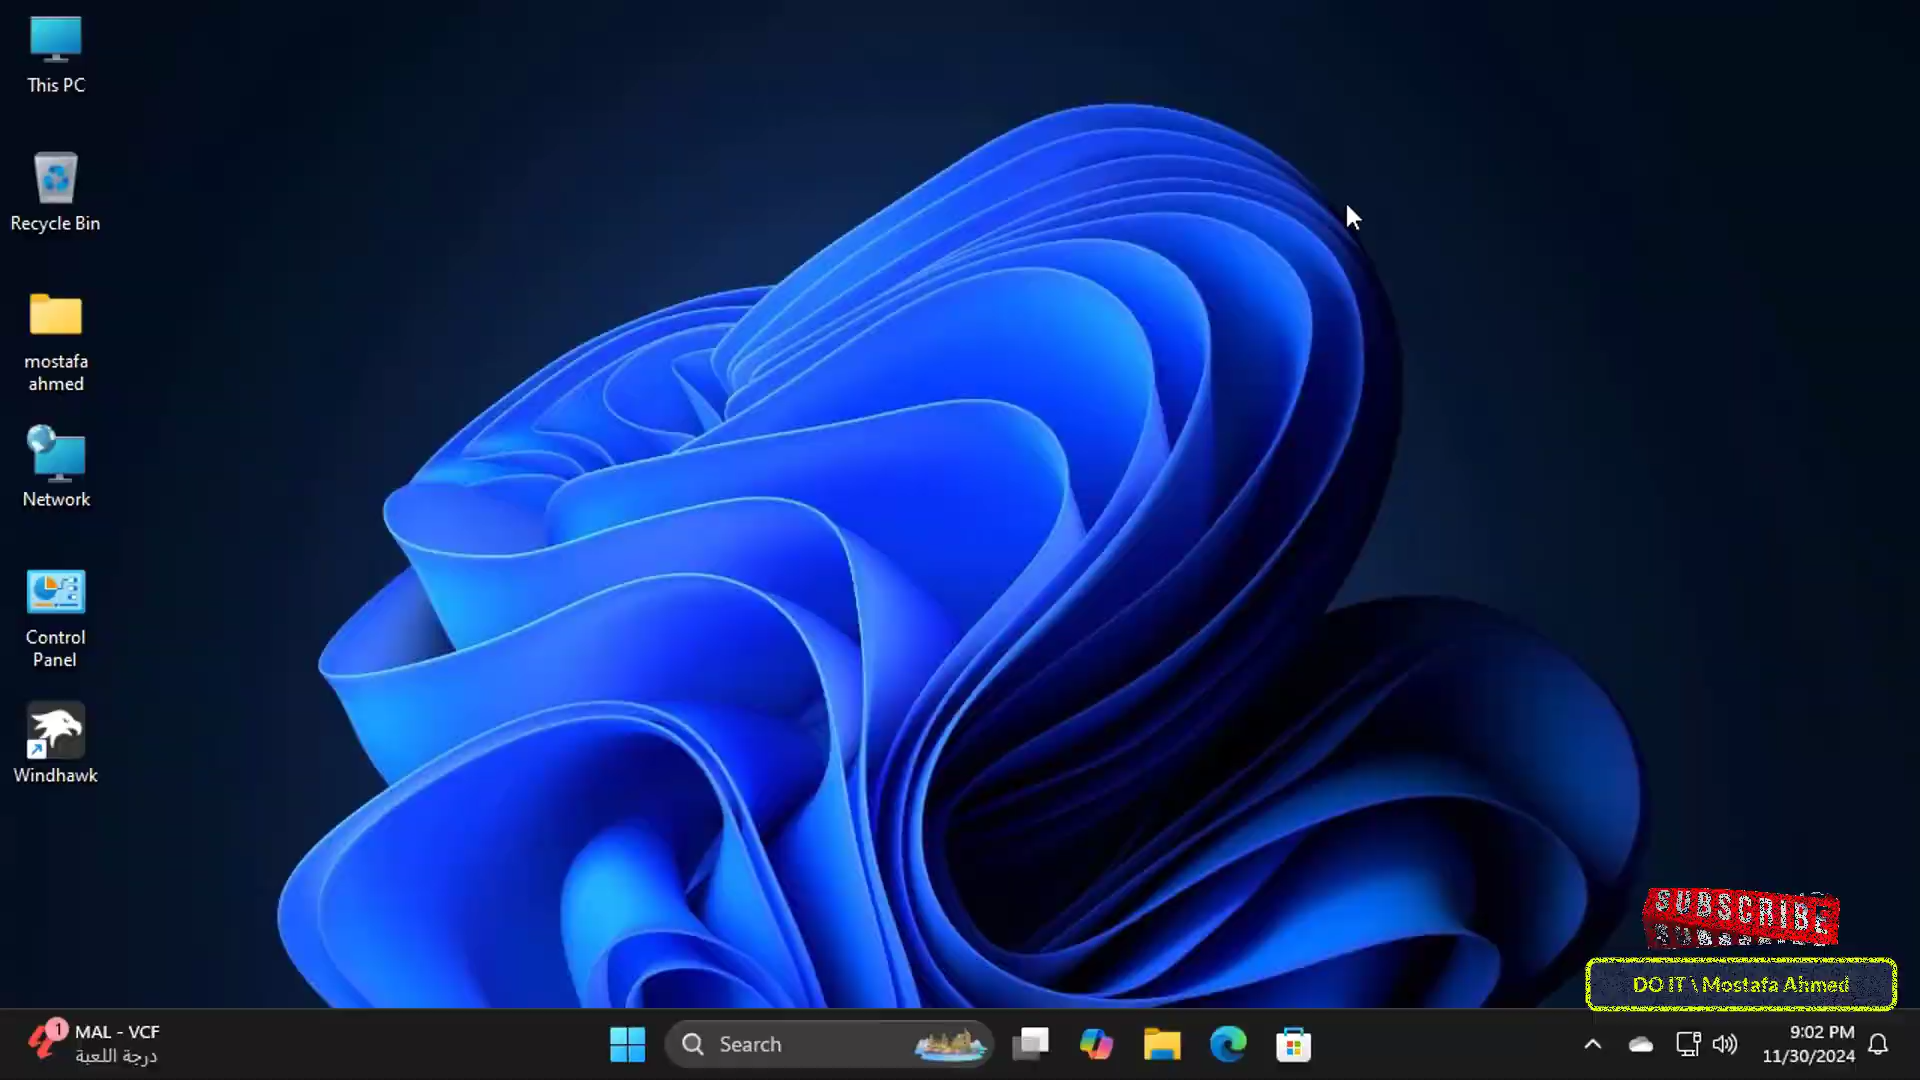 This PC
Recycle Bin
mostafa
ahmed
Network
Control
Panel
Windhawk
SUBSCRIBE
DO IT \ Mostafa Ahmed
1
MAL - VCF
درجة اللعبة
Search
9:02 PM
11/30/2024